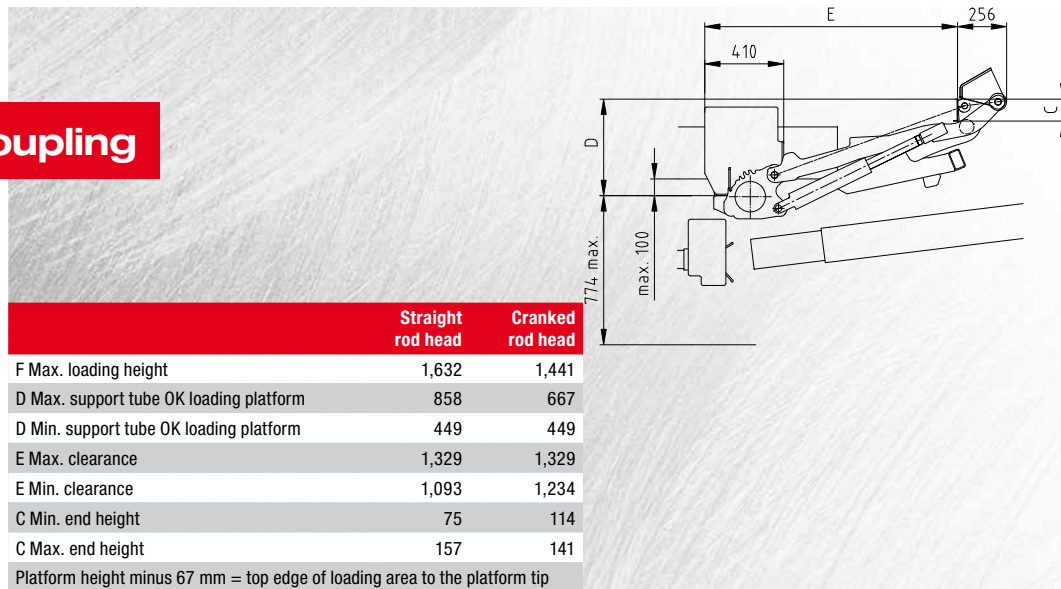 E
256
410
C
D
oupling
max. 100
774 max.
Straight rod head
Cranked rod head
F Max. loading height 1,632 1,441
D Max. support tube OK loading platform 858 667
D Min. support tube OK loading platform 449 449
E Max. clearance 1,329 1,329
E Min. clearance 1,093 1,234
C Min. end height 75 114
C Max. end height 157 141
Platform height minus 67 mm = top edge of loading area to the platform tip